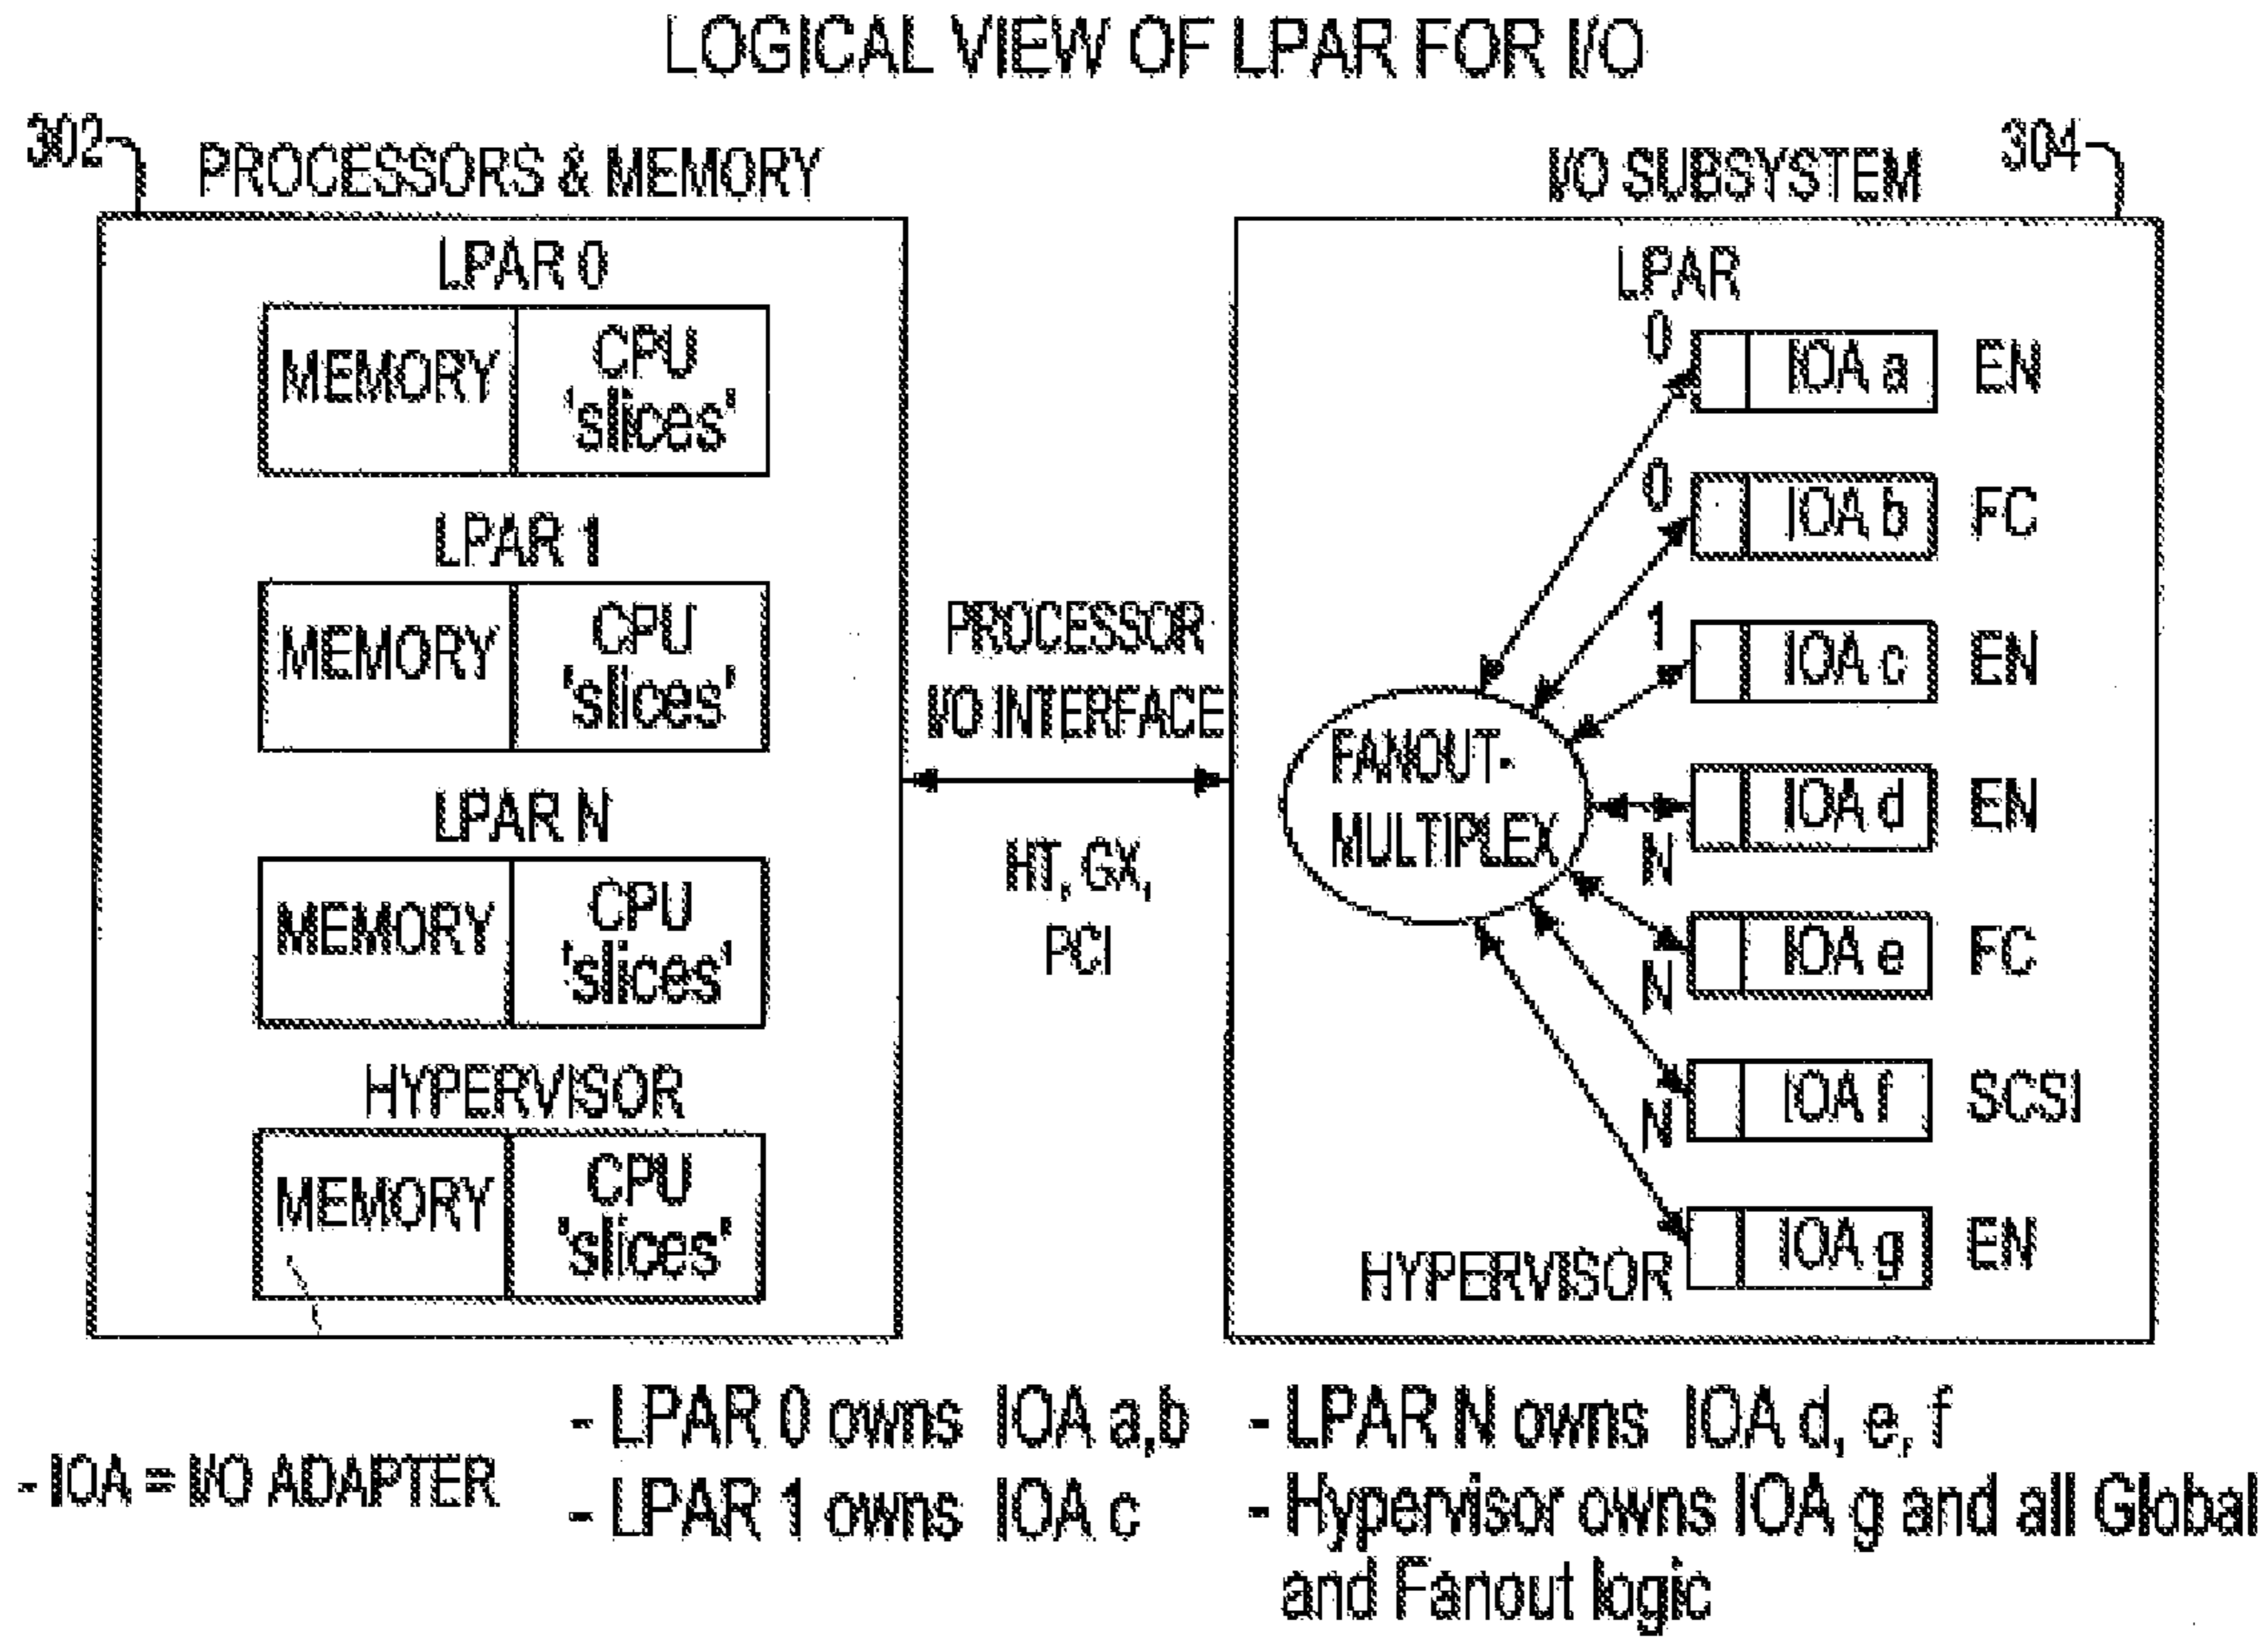 LOGICAL VIEW OF LPAR FOR I/O
302
PROCESSORS & MEMORY
LPAR 0
MEMORY
CPU
'slices'
LPAR 1
MEMORY
CPU
'slices'
LPAR N
MEMORY
CPU
'slices'
HYPERVISOR
MEMORY
CPU
'slices'
PROCESSOR
I/O INTERFACE
HT, GX,
PCI
I/O SUBSYSTEM
304
LPAR
FANOUT-
MULTIPLEX
0
IOA a
EN
0
IOA b
FC
1
IOA c
EN
IOA d
EN
N
IOA e
FC
N
IOA f
SCSI
N
IOA g
EN
HYPERVISOR
- IOA = I/O ADAPTER
- LPAR 0 owns IOA a,b
- LPAR 1 owns IOA c
- LPAR N owns IOA d, e, f
- Hypervisor owns IOA g and all Global
and Fanout logic